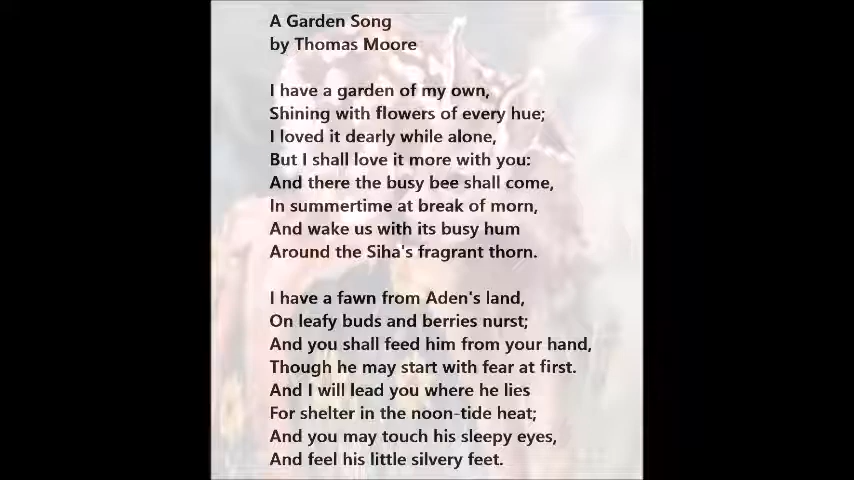 A Garden Song
by Thomas Moore
I have a garden of my own,
Shining with flowers of every hue;
I loved it dearly while alone,
But I shall love it more with you:
And there the busy bee shall come,
In summertime at break of morn,
And wake us with its busy hum
Around the Siha's fragrant thorn.
I have a fawn from Aden's land,
On leafy buds and berries nurst;
And you shall feed him from your hand,
Though he may start with fear at first.
And I will lead you where he lies
For shelter in the noon-tide heat;
And you may touch his sleepy eyes,
And feel his little silvery feet.